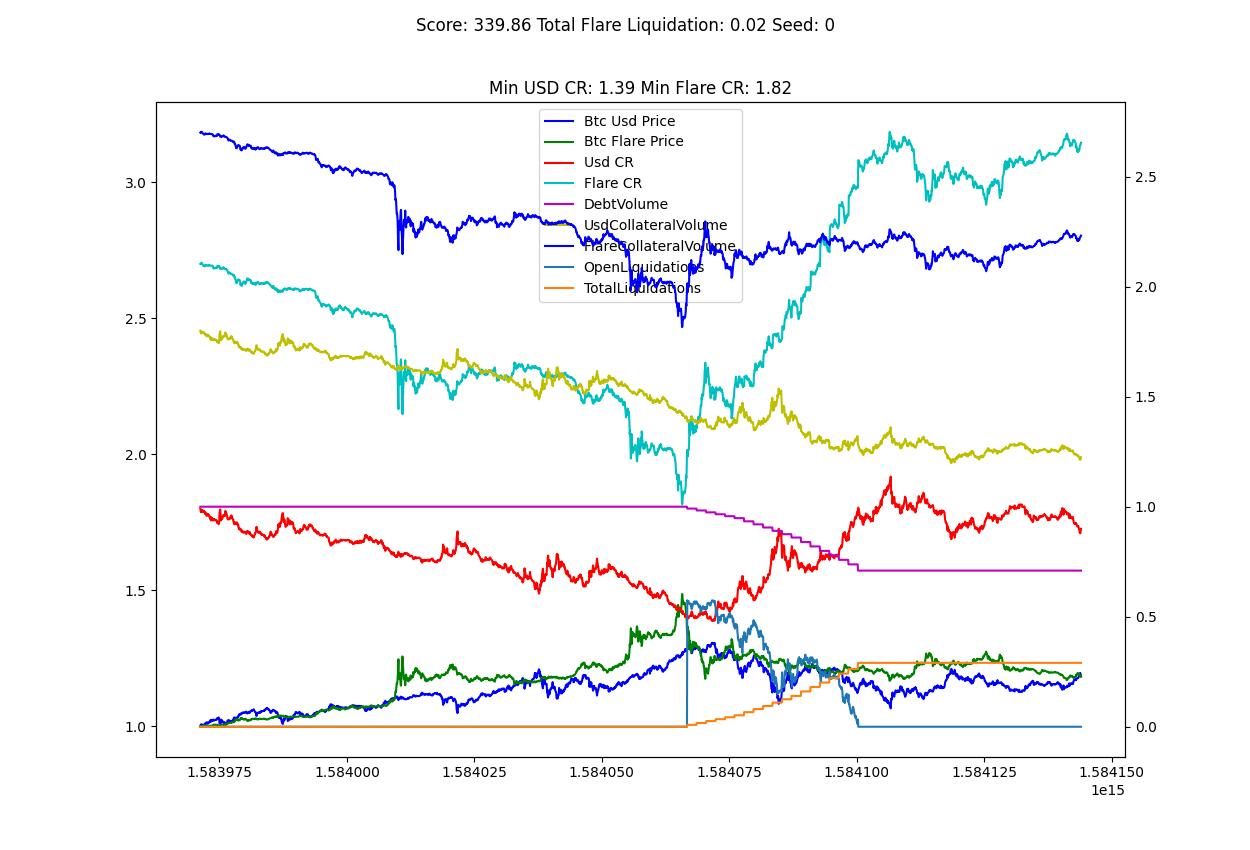 Score: 339.86 Total Flare Liquidation: 0.02 Seed: 0
Min USD CR: 1.39 Min Flare CR: 1.82
Btc Usd Price
Btc Flare Price
Usd CR
Flare CR
DebtVolume
UsdCollateralVolume
FlareCollateralVolume
OpenLiquidations
TotalLiquidations
3.0
2.5
2.0
1.5
1.0
2.5
2.0
1.5
1.0
0.5
0.0
1.583975
1.584000
1.584025
1.584050
1.584075
1.584100
1.584125
1.584150
1e15